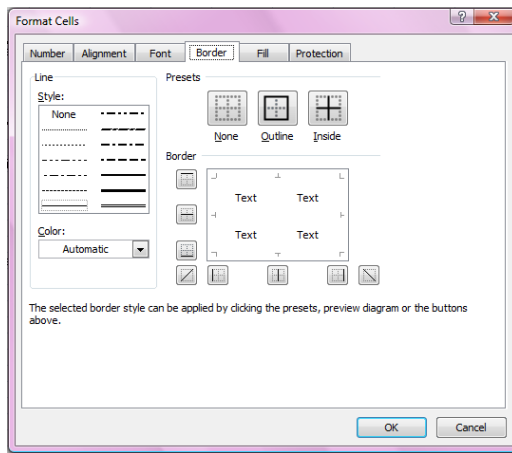 Format Cells
?
Number Alignment Font Border Fill Protection
Line
Style:
None
Color:
Automatic
Presets
None Outline Inside
Border
Text Text
Text Text
The selected border style can be applied by clicking the presets, preview diagram or the buttons
above.
OK Cancel